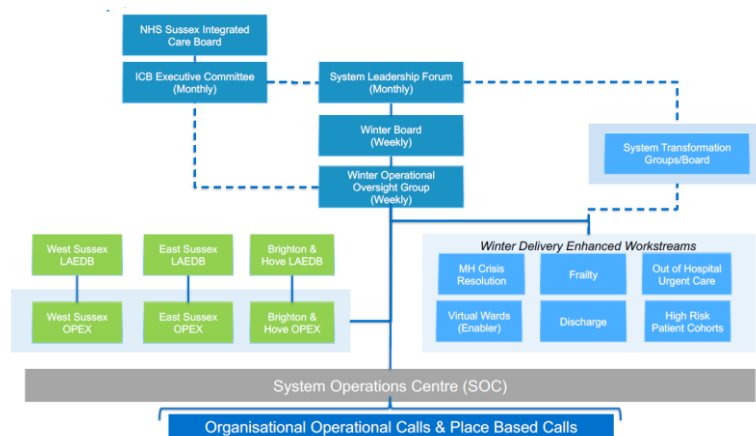 NHS Sussex Integrated
Care Board
ICB Executive Committee
(Monthly)
System Leadership Forum
(Monthly)
Winter Board
(Weekly)
System Transformation
Groups/Board
Winter Operational
Oversight Group
(Weekly)
West Sussex
LAEDB
East Sussex
LAEDB
Brighton &
Hove LAEDB
West Sussex
OPEX
East Sussex
OPEX
Brighton &
Hove OPEX
Winter Delivery Enhanced Workstreams
MH Crisis
Resolution
Frailty
Out of Hospital
Urgent Care
Virtual Wards
(Enabler)
Discharge
High Risk
Patient Cohorts
System Operations Centre (SOC)
Organisational Operational Calls & Place Based Calls